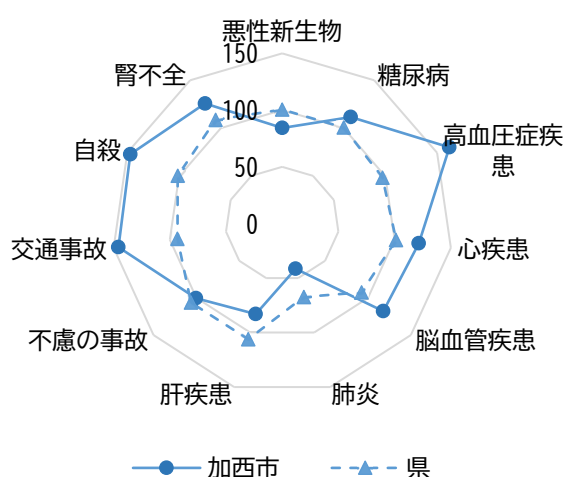 悪性新生物
150
腎不全
糖尿病
100
高血圧症疾
患
自殺
50
0
交通事故
心疾患
不慮の事故
脳血管疾患
肝疾患
肺炎
加西市
県